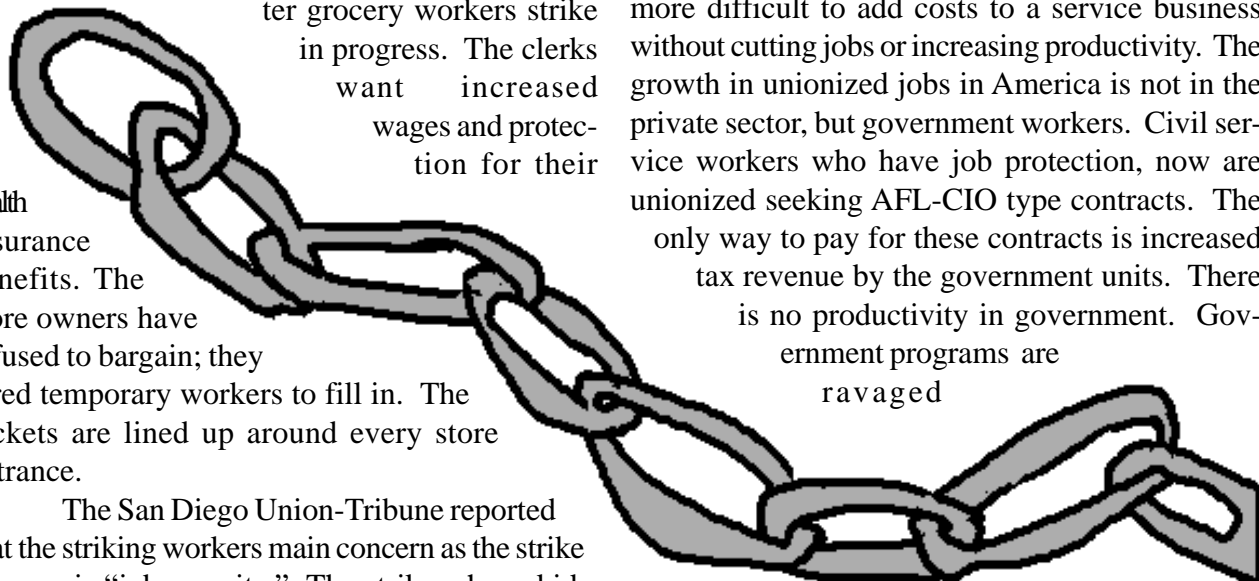 ter grocery workers strike
in progress. The clerks
want increased
wages and protec-
tion for their
lth
surance
nefits. The
ore owners have
fused to bargain; they
red temporary workers to fill in. The
ckets are lined up around every store
trance.
The San Diego Union-Tribune reported
at the striking workers main concern as the strike
more difficult to add costs to a service business
without cutting jobs or increasing productivity. The
growth in unionized jobs in America is not in the
private sector, but government workers. Civil ser-
vice workers who have job protection, now are
unionized seeking AFL-CIO type contracts. The
only way to pay for these contracts is increased
tax revenue by the government units. There
is no productivity in government. Gov-
ernment programs are
ravaged